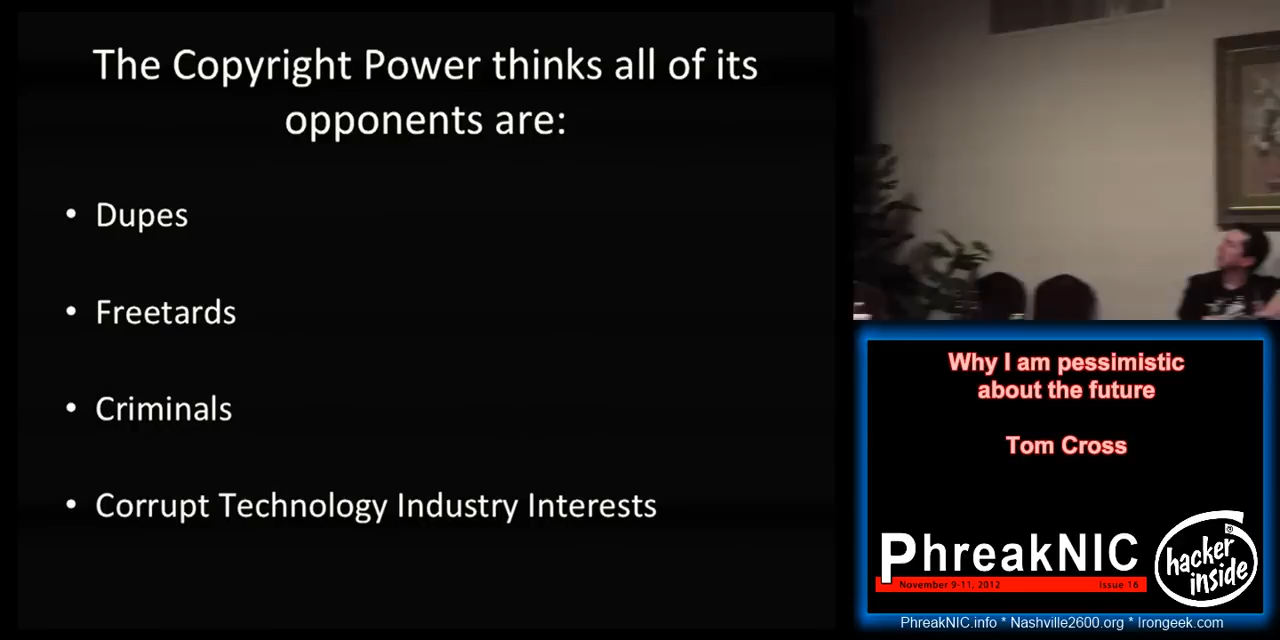 The Copyright Power thinks all of its
opponents are:
• Dupes
• Freetards
• Criminals
• Corrupt Technology Industry Interests
Why I am pessimistic
about the future
Tom Cross
PhreakNIC
November 9-11, 2012 Issue 16
hacker
inside
PhreakNIC.info * Nashville2600.org * Irongeek.com